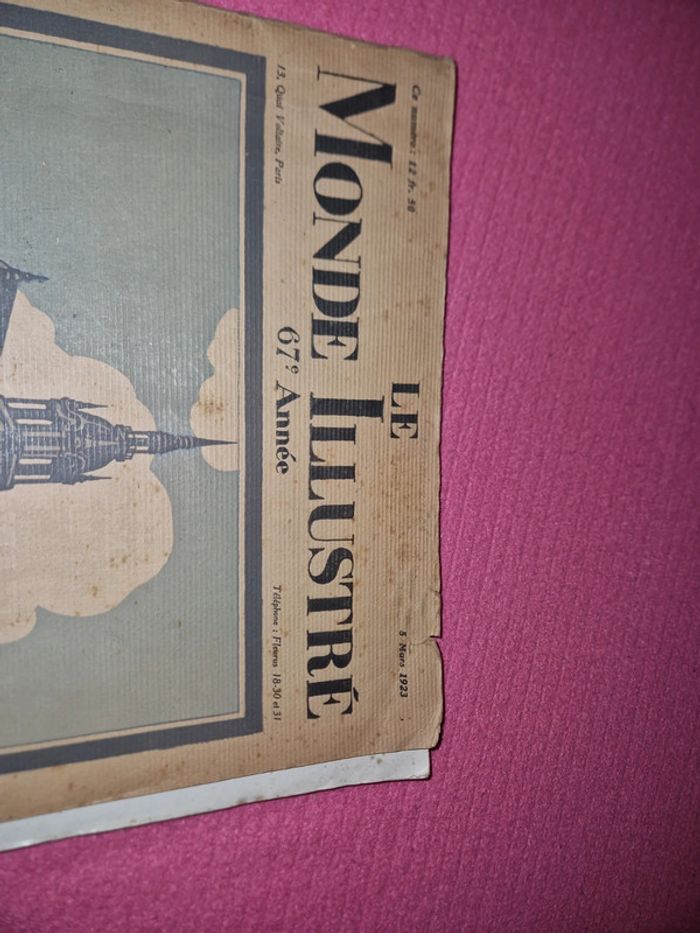 Ce numéro : 12 fr. 50
LE
5 Mars 1923
MONDE ILLUSTRÉ
13, Quai Voltaire, Paris
67e Année
Téléphone : Fleurus 18-30 et 31